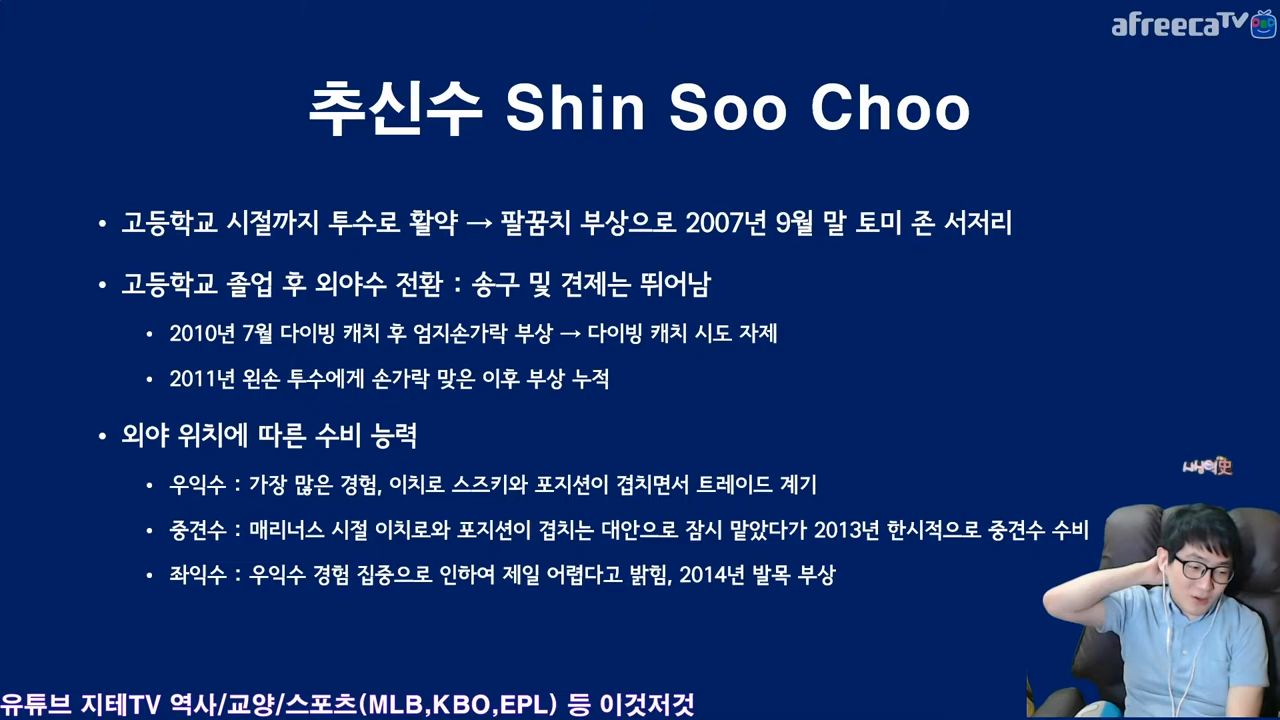 afreecaTV
추신수 Shin Soo Choo
• 고등학교 시절까지 투수로 활약 → 팔꿈치 부상으로 2007년 9월 말 토미 존 서저리
• 고등학교 졸업 후 외야수 전환 : 송구 및 견제는 뛰어남
• 2010년 7월 다이빙 캐치 후 엄지손가락 부상 → 다이빙 캐치 시도 자제
• 2011년 왼손 투수에게 손가락 맞은 이후 부상 누적
• 외야 위치에 따른 수비 능력
• 우익수 : 가장 많은 경험, 이치로 스즈키와 포지션이 겹치면서 트레이드 계기
• 중견수 : 매리너스 시절 이치로와 포지션이 겹치는 대안으로 잠시 맡았다가 2013년 한시적으로 중견수 수비
• 좌익수 : 우익수 경험 집중으로 인하여 제일 어렵다고 밝힘, 2014년 발목 부상
유튜브 지테TV 역사/교양/스포츠(MLB,KBO,EPL) 등 이것저것